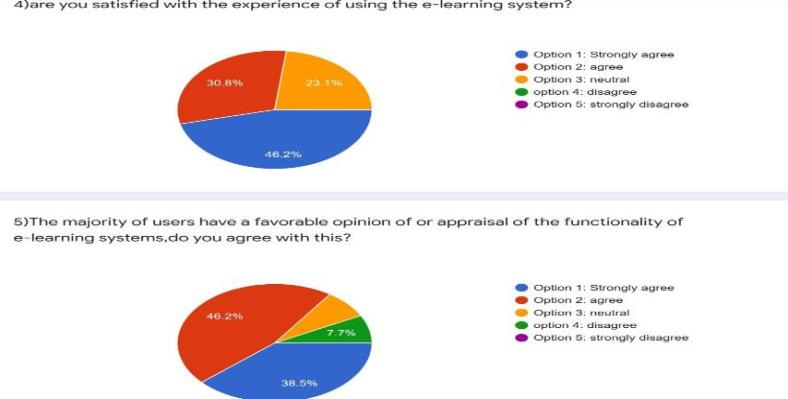 4)are you satisfied with the experience of using the e-learning system?
30.8%
23.1%
46.2%
Option 1: Strongly agree
Option 2: agree
Option 3: neutral
option 4: disagree
Option 5: strongly disagree
5)The majority of users have a favorable opinion of or appraisal of the functionality of
e-learning systems,do you agree with this?
46.2%
7.7%
38.5%
Option 1: Strongly agree
Option 2: agree
Option 3: neutral
option 4: disagree
Option 5: strongly disagree